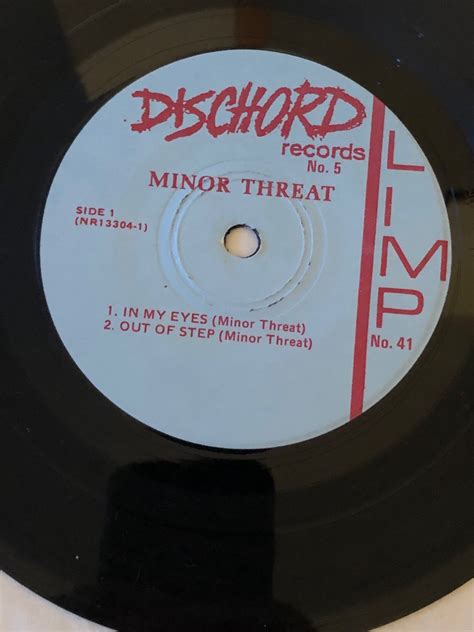 DISCHORD
records
No. 5
MINOR THREAT
SIDE 1
(NR13304-1)
1. IN MY EYES (Minor Threat)
2. OUT OF STEP (Minor Threat)
LIMP
No. 41